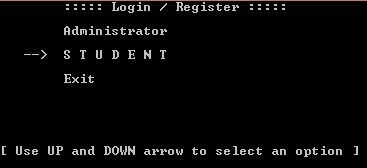 ::::: Login / Register :::::
Administrator
--> S T U D E N T
Exit
[ Use UP and DOWN arrow to select an option ]